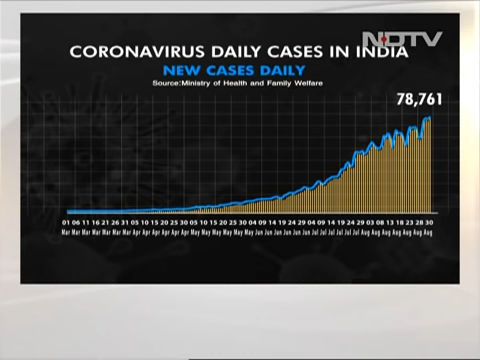 NDTV
CORONAVIRUS DAILY CASES IN INDIA
NEW CASES DAILY
Source:Ministry of Health and Family Welfare
78,761
01 06 11 16 21 26 31 05 10 15 20 25 30 05 10 15 20 25 30 04 09 14 19 24 29 04 09 14 19 24 29 03 08 13 18 23 28 30
Mar Mar Mar Mar Mar Mar Mar Apr Apr Apr Apr Apr Apr May May May May May May Jun Jun Jun Jun Jun Jun Jul Jul Jul Jul Jul Jul Aug Aug Aug Aug Aug Aug Aug